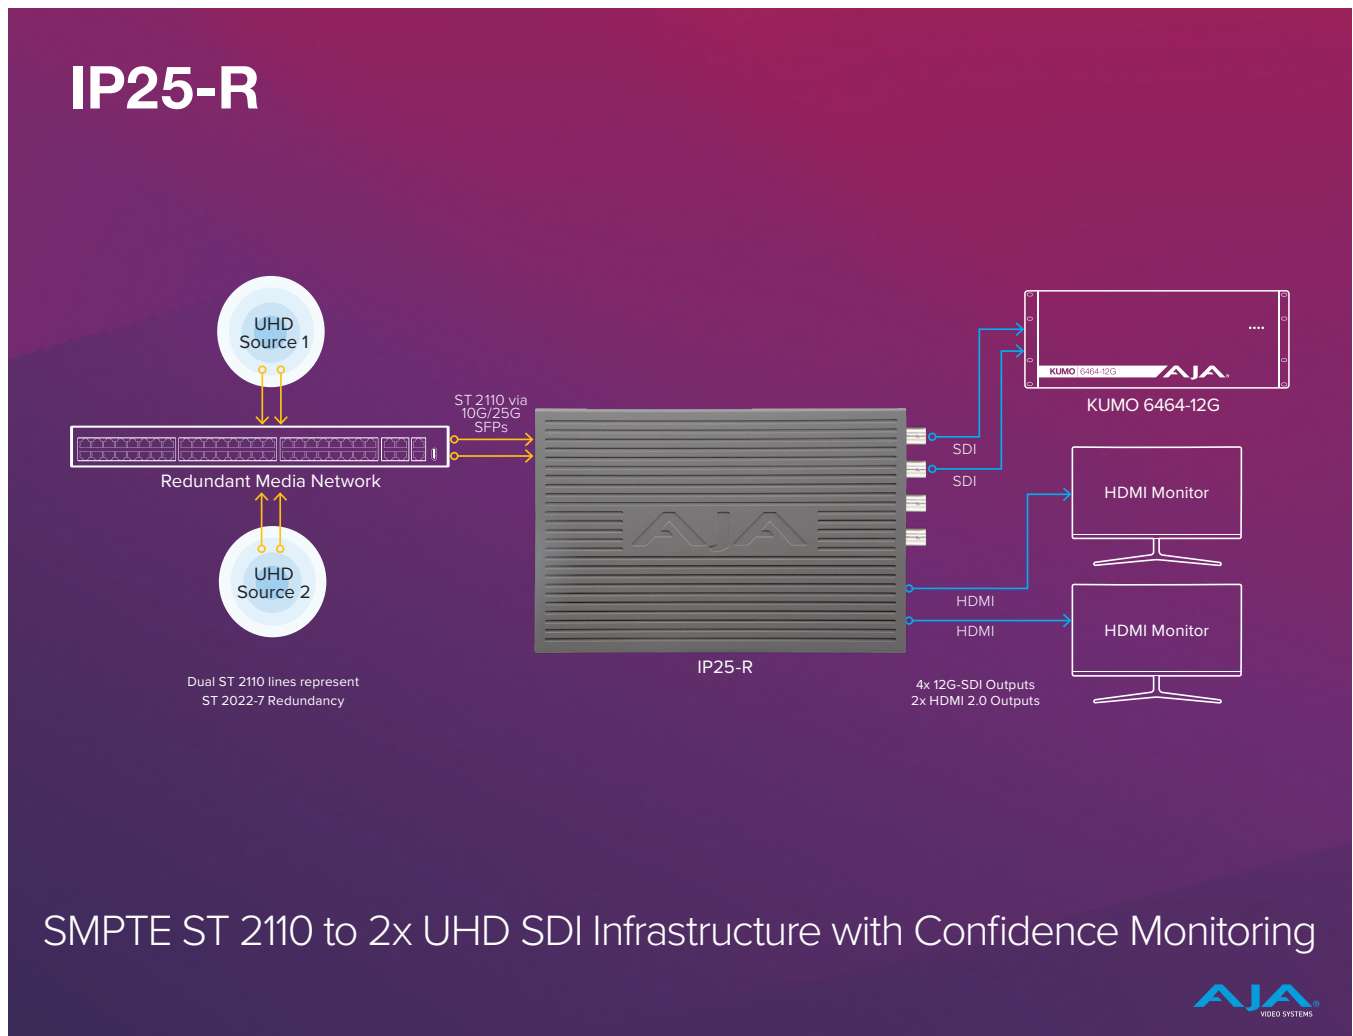 IP25-R
UHD
Source 1
ST 2110 via
10G/25G
SFPs
Redundant Media Network
UHD
Source 2
Dual ST 2110 lines represent
ST 2022-7 Redundancy
AJA
IP25-R
SDI
SDI
HDMI
HDMI
4x 12G-SDI Outputs
2x HDMI 2.0 Outputs
KUMO 6464-12G AJA®
KUMO 6464-12G
HDMI Monitor
HDMI Monitor
SMPTE ST 2110 to 2x UHD SDI Infrastructure with Confidence Monitoring
AJA®
VIDEO SYSTEMS